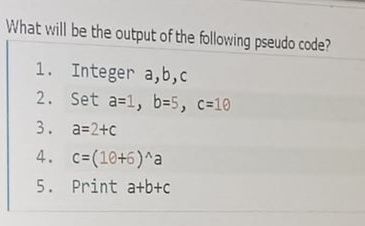 What will be the output of the following pseudo code?
1. Integer a,b,c
2. Set a=1, b=5, c=10
3. a=2+c
4. c=(10+6)^a
5. Print a+b+c